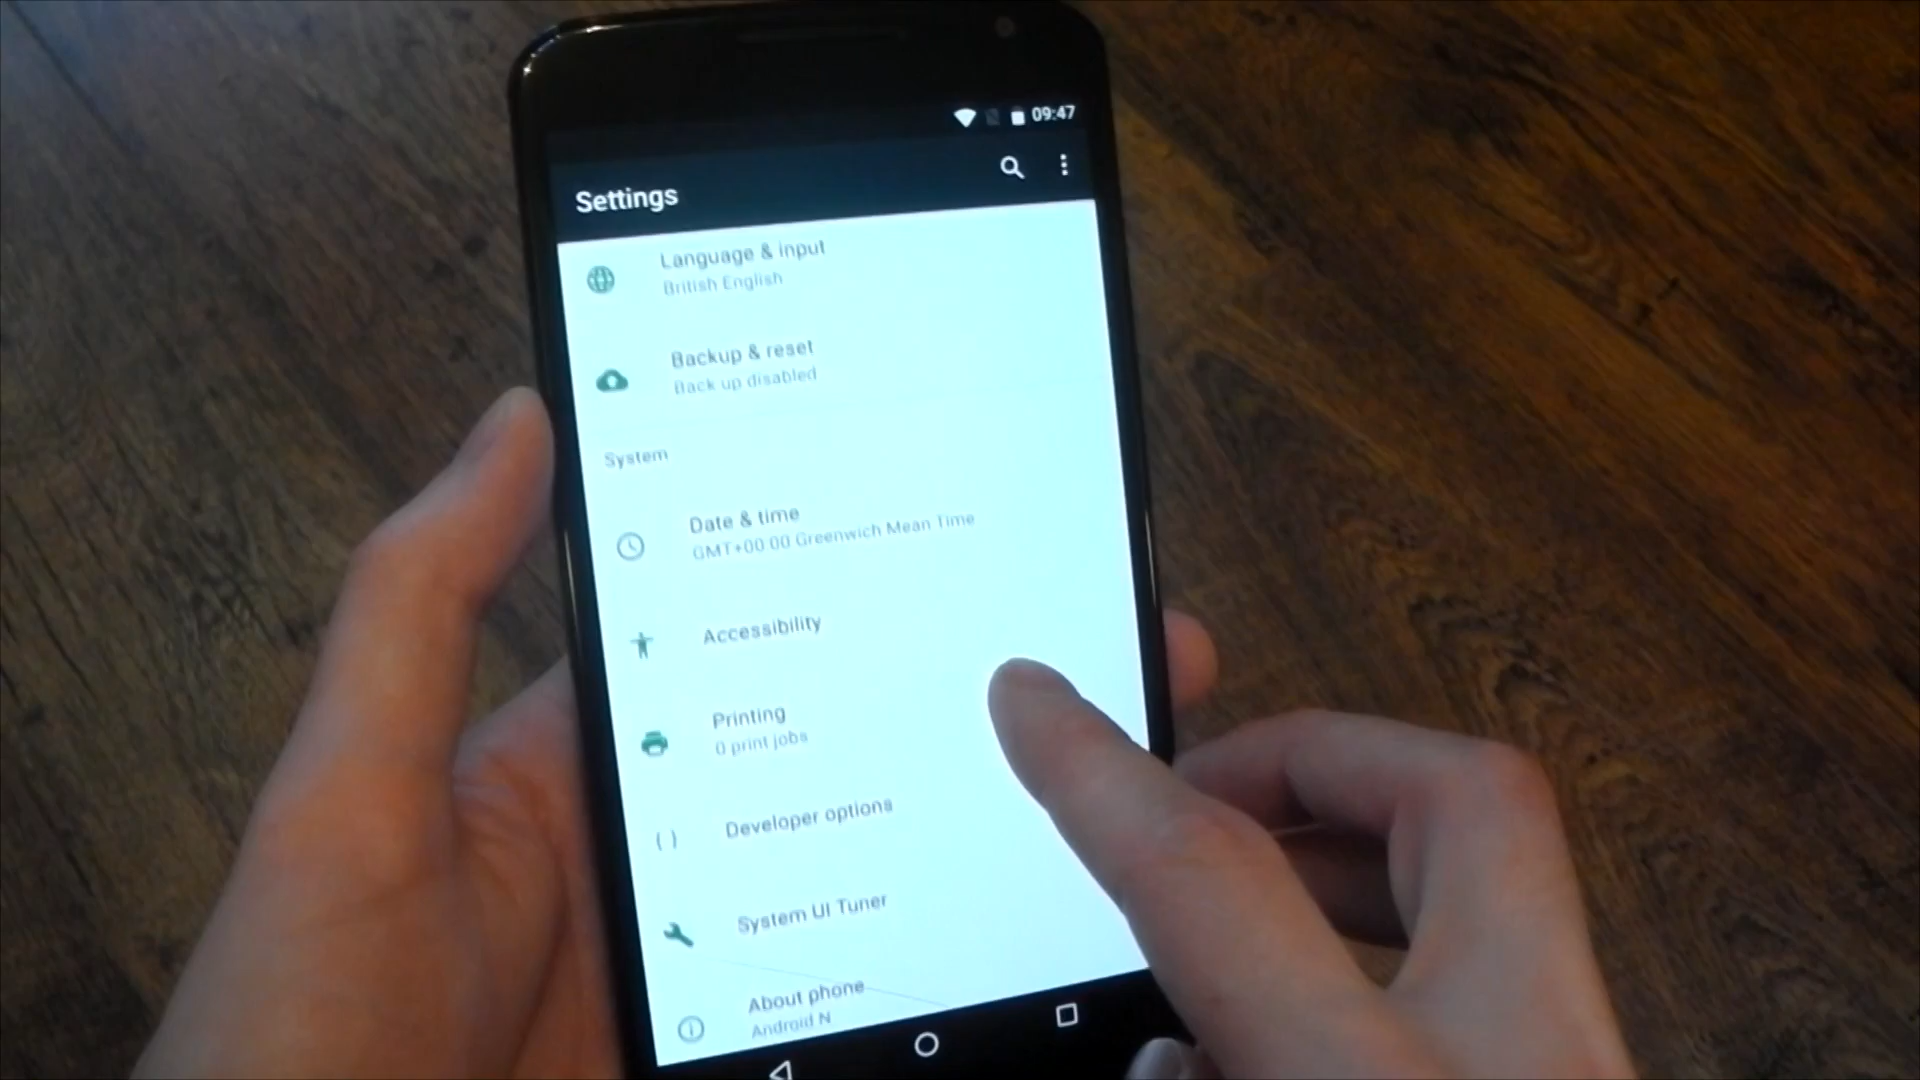 09:47
Settings
Language & input
British English
Backup & reset
Back up disabled
System
Date & time
GMT+00:00 Greenwich Mean Time
Accessibility
Printing
0 print jobs
Developer options
System UI Tuner
About phone
Android N